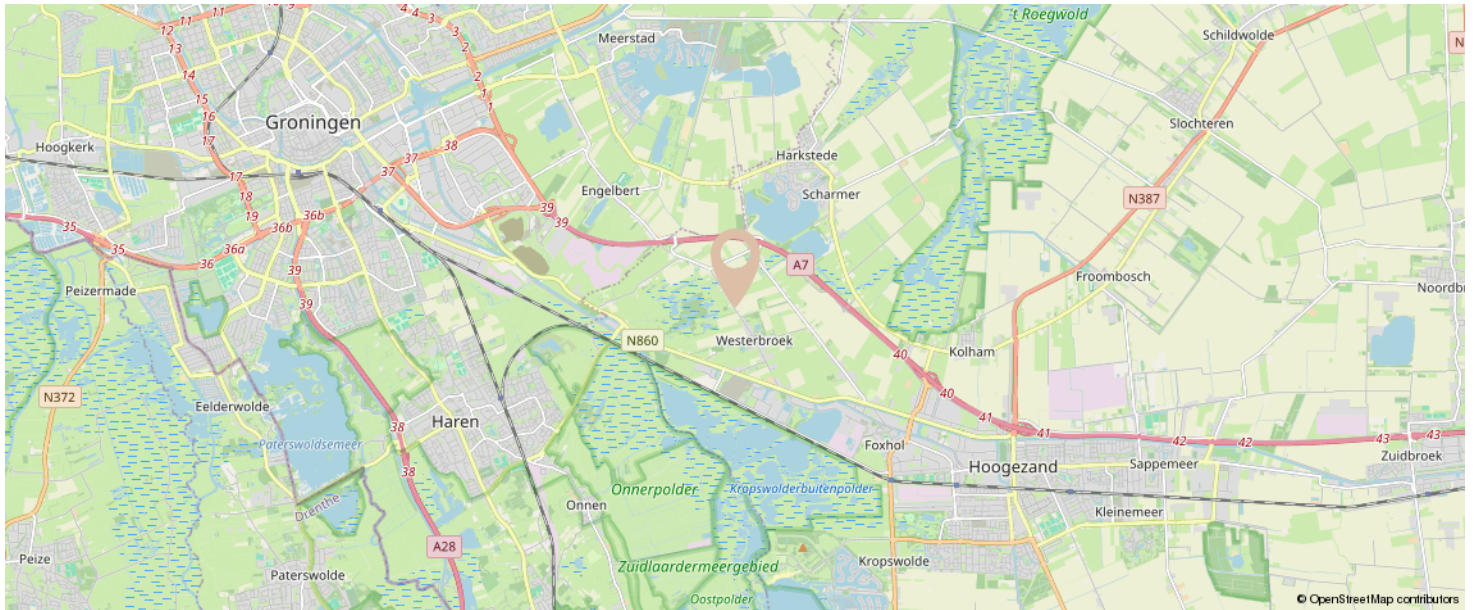 't Roegwold
Meerstad
Schildwolde
N
Groningen
Hoogkerk
Slochteren
Harkstede
Engelbert
Scharmer
N387
A7
Froombosch
Peizermade
Noordbr
N860
Westerbroek
Kolham
N372
Eelderwolde
Haren
Paterswoldsemeer
Foxhol
Hoogezand
Sappemeer
Zuidbroek
Onnerpolder
Kropswolderbuitenpolder
Drenthe
Onnen
Kleinemeer
A28
Peize
Paterswolde
Zuidlaardermeergebied
Kropswolde
Oostpolder
12
11
11
10
9
4
4
3
2
2
1
1
13
14
15
16
17
17
18
19
38
38
37
37
36b
36b
36a
36
35
35
39
39
39
39
38
38
40
40
41
41
42
42
43
43
© OpenStreetMap contributors